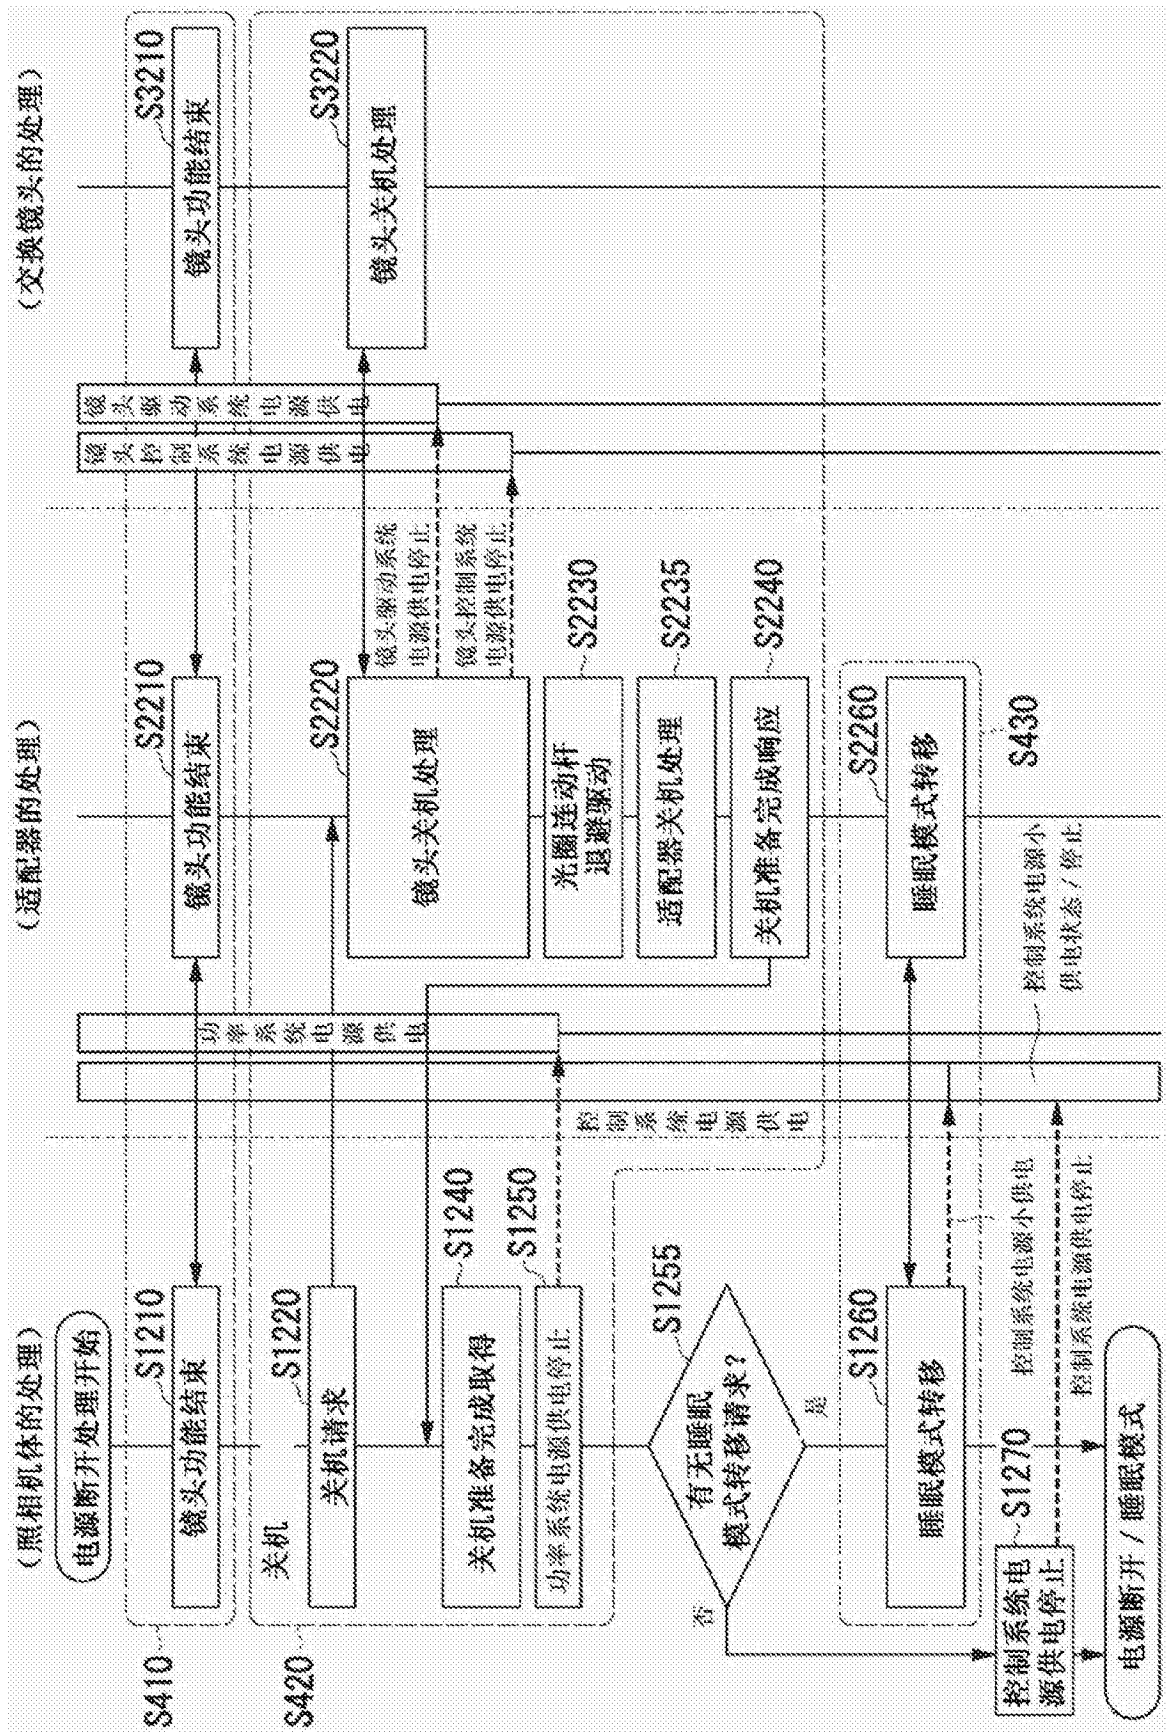 （照相机体的处理）
（适配器的处理）
（交换镜头的处理）
电源断开处理开始
S410
S1210
镜头功能结束
S2210
镜头功能结束
S3210
镜头功能结束
镜头驱动系统电源供电
镜头控制系统电源供电
功率系统电源供电
控制系统电源供电
S420
关机
S1220
关机请求
S2220
镜头关机处理
S3220
镜头关机处理
镜头驱动系统
电源供电停止
镜头控制系统
电源供电停止
S2230
光圈连动杆
退避驱动
S2235
适配器关机处理
S2240
关机准备完成响应
S1240
关机准备完成取得
S1250
功率系统电源供电停止
S1255
有无睡眠
模式转移请求？
是
否
S1260
睡眠模式转移
S2260
睡眠模式转移
S430
控制系统电源小供电
控制系统电源小
供电状态/停止
S1270
控制系统电
源供电停止
控制系统电源供电停止
电源断开/睡眠模式